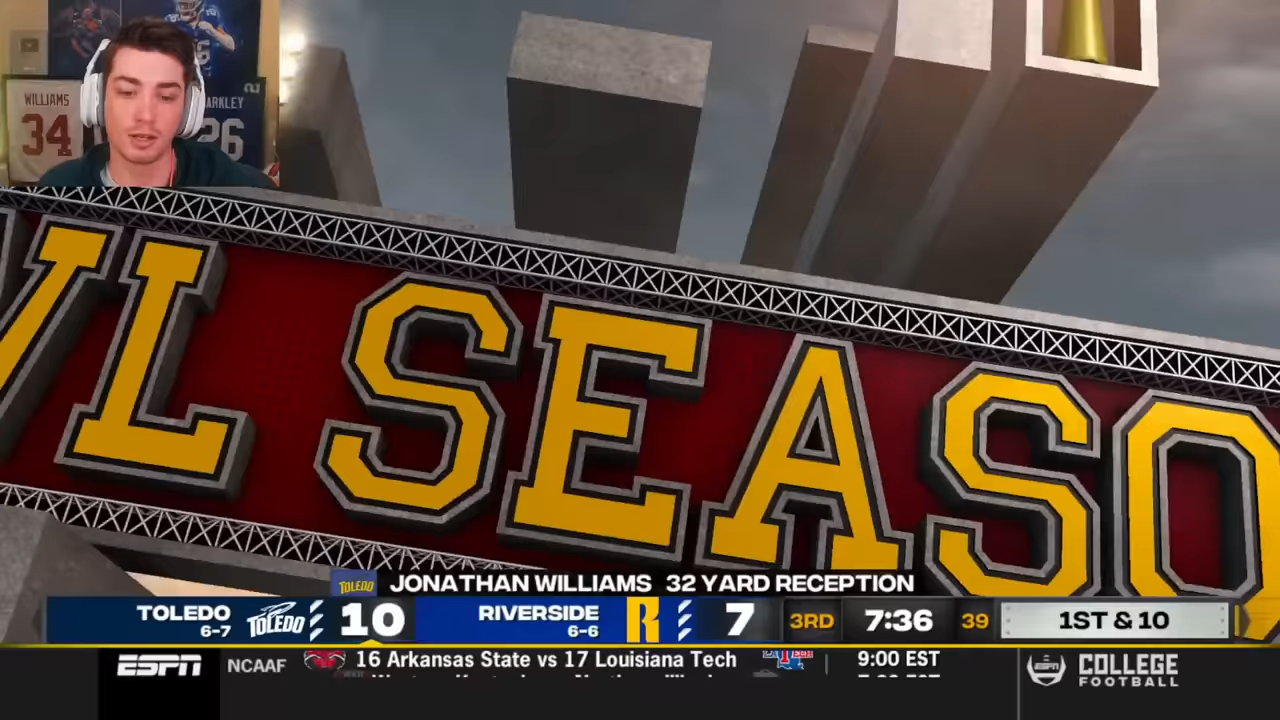 WILLIAMS
34
ARKLEY
26
WL SEASO
TOLEDO JONATHAN WILLIAMS 32 YARD RECEPTION
TOLEDO 6-7 TOLEDO 10 RIVERSIDE 6-6 R 7 3RD 7:36 39 1ST & 10
ESPN NCAAF 16 Arkansas State vs 17 Louisiana Tech 9:00 EST ESPN COLLEGE FOOTBALL